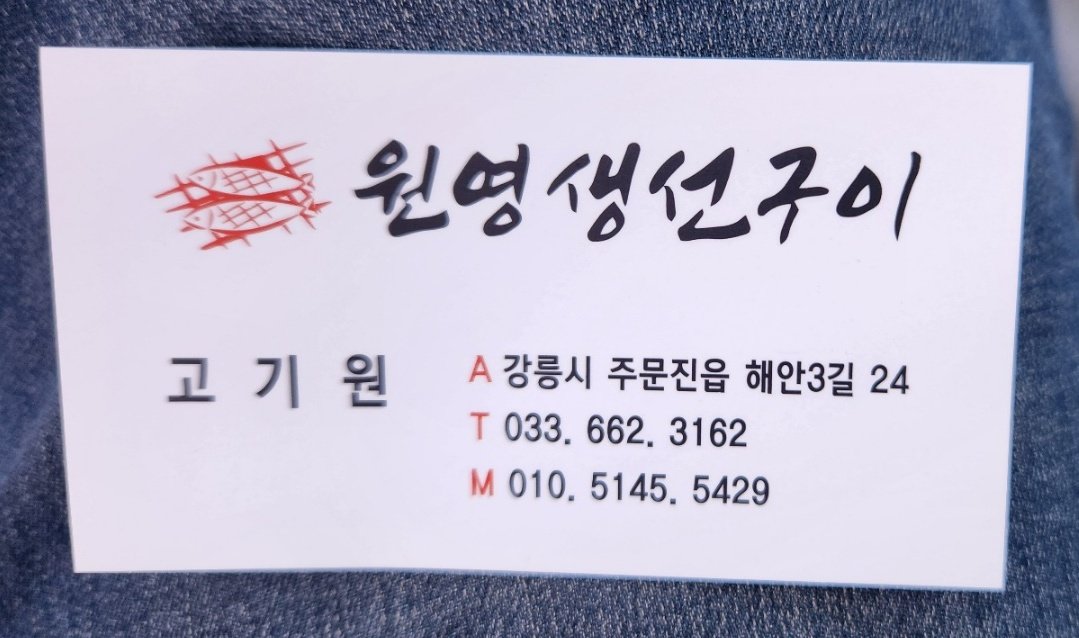 원영생선구이
고기원
A 강릉시 주문진읍 해안3길 24
T 033. 662. 3162
M 010. 5145. 5429